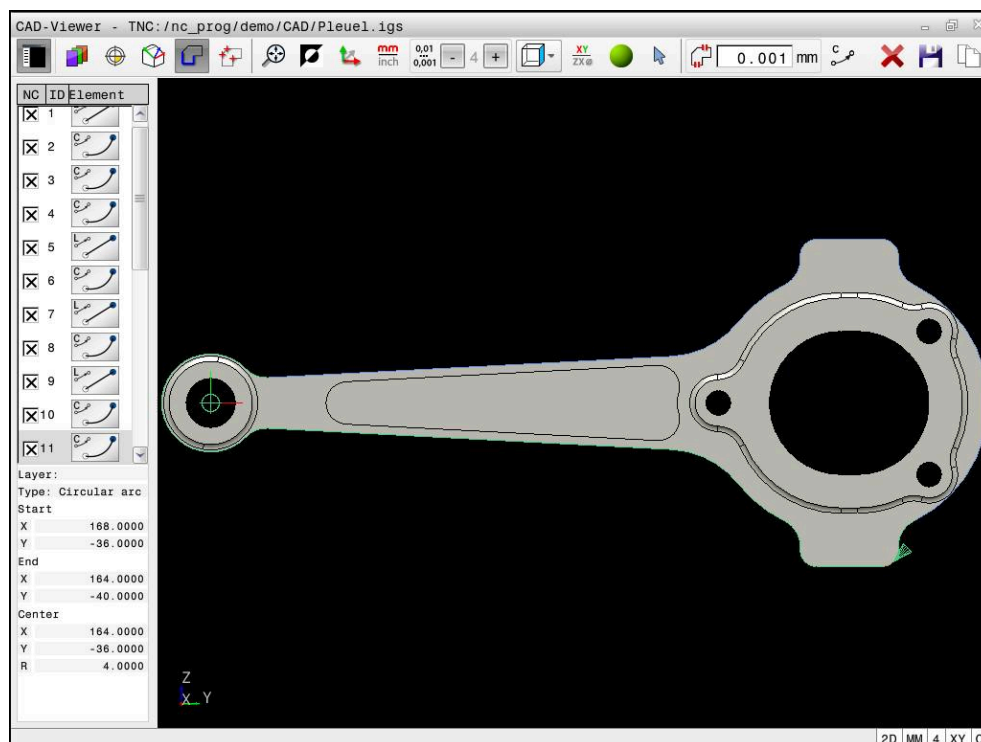 CAD-Viewer - TNC:/nc_prog/demo/CAD/Pleuel.igs
mm
inch
0,01
0,001
- 4 +
XY
ZX⌀
0.001 mm
C
NC ID Element
1
2 C
3 C
4 C
5 L
6 C
7 L
8 C
9 L
10 C
11 C
Layer:
Type: Circular arc
Start
X 168.0000
Y -36.0000
End
X 164.0000
Y -40.0000
Center
X 164.0000
Y -36.0000
R 4.0000
Z
X Y
2D MM 4 XY